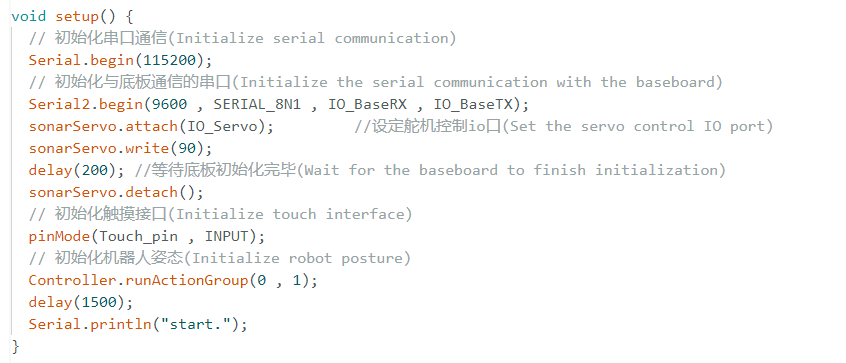 void setup() {
  // 初始化串口通信(Initialize serial communication)
  Serial.begin(115200);
  // 初始化与底板通信的串口(Initialize the serial communication with the baseboard)
  Serial2.begin(9600 , SERIAL_8N1 , IO_BaseRX , IO_BaseTX);
  sonarServo.attach(IO_Servo);         //设定舵机控制io口(Set the servo control IO port)
  sonarServo.write(90);
  delay(200); //等待底板初始化完毕(Wait for the baseboard to finish initialization)
  sonarServo.detach();
  // 初始化触摸接口(Initialize touch interface)
  pinMode(Touch_pin , INPUT);
  // 初始化机器人姿态(Initialize robot posture)
  Controller.runActionGroup(0 , 1);
  delay(1500);
  Serial.println("start.");
}